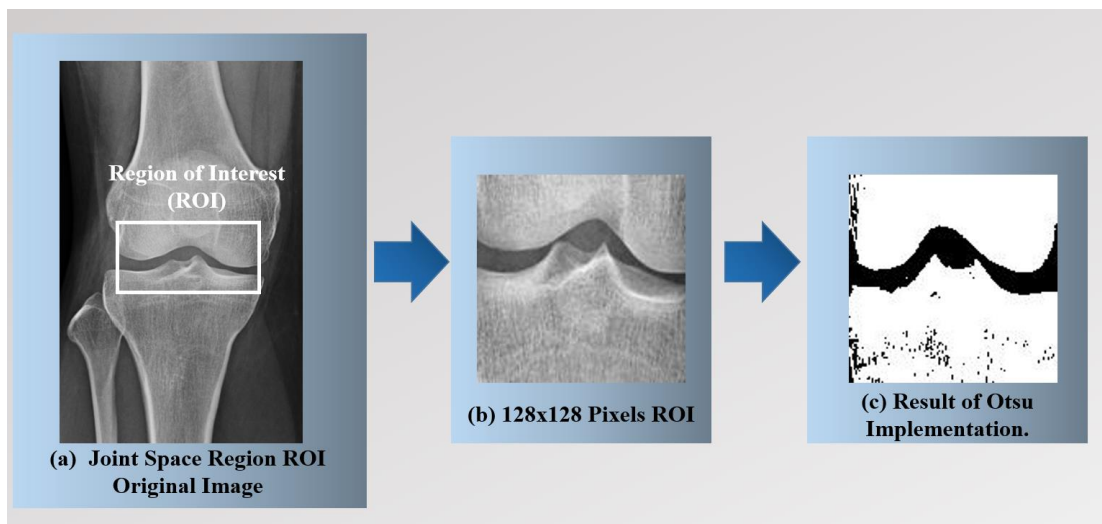 Region of Interest
(ROI)
(a) Joint Space Region ROI
Original Image
(b) 128x128 Pixels ROI
(c) Result of Otsu
Implementation.